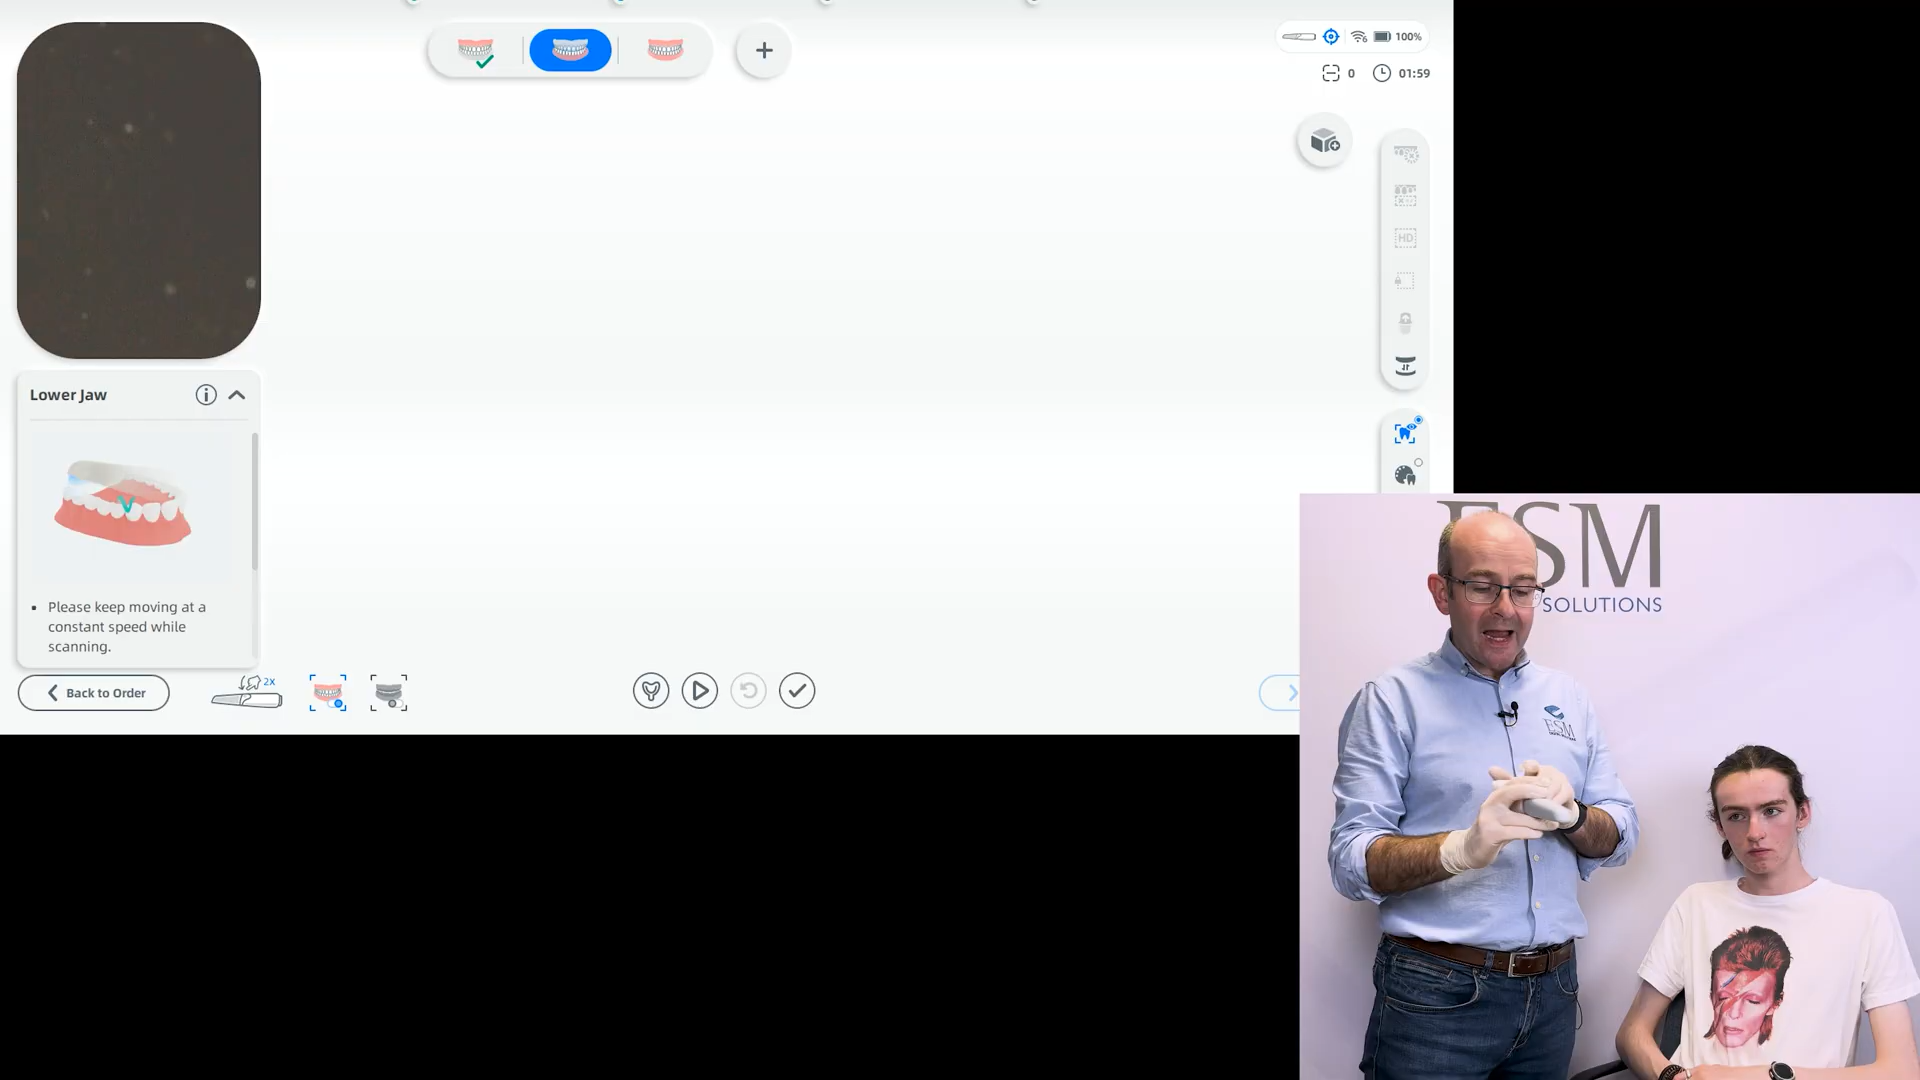 100%
0
01:59
HD
Lower Jaw
Please keep moving at a
constant speed while
scanning.
Back to Order
2X
ESM
SOLUTIONS
ESM